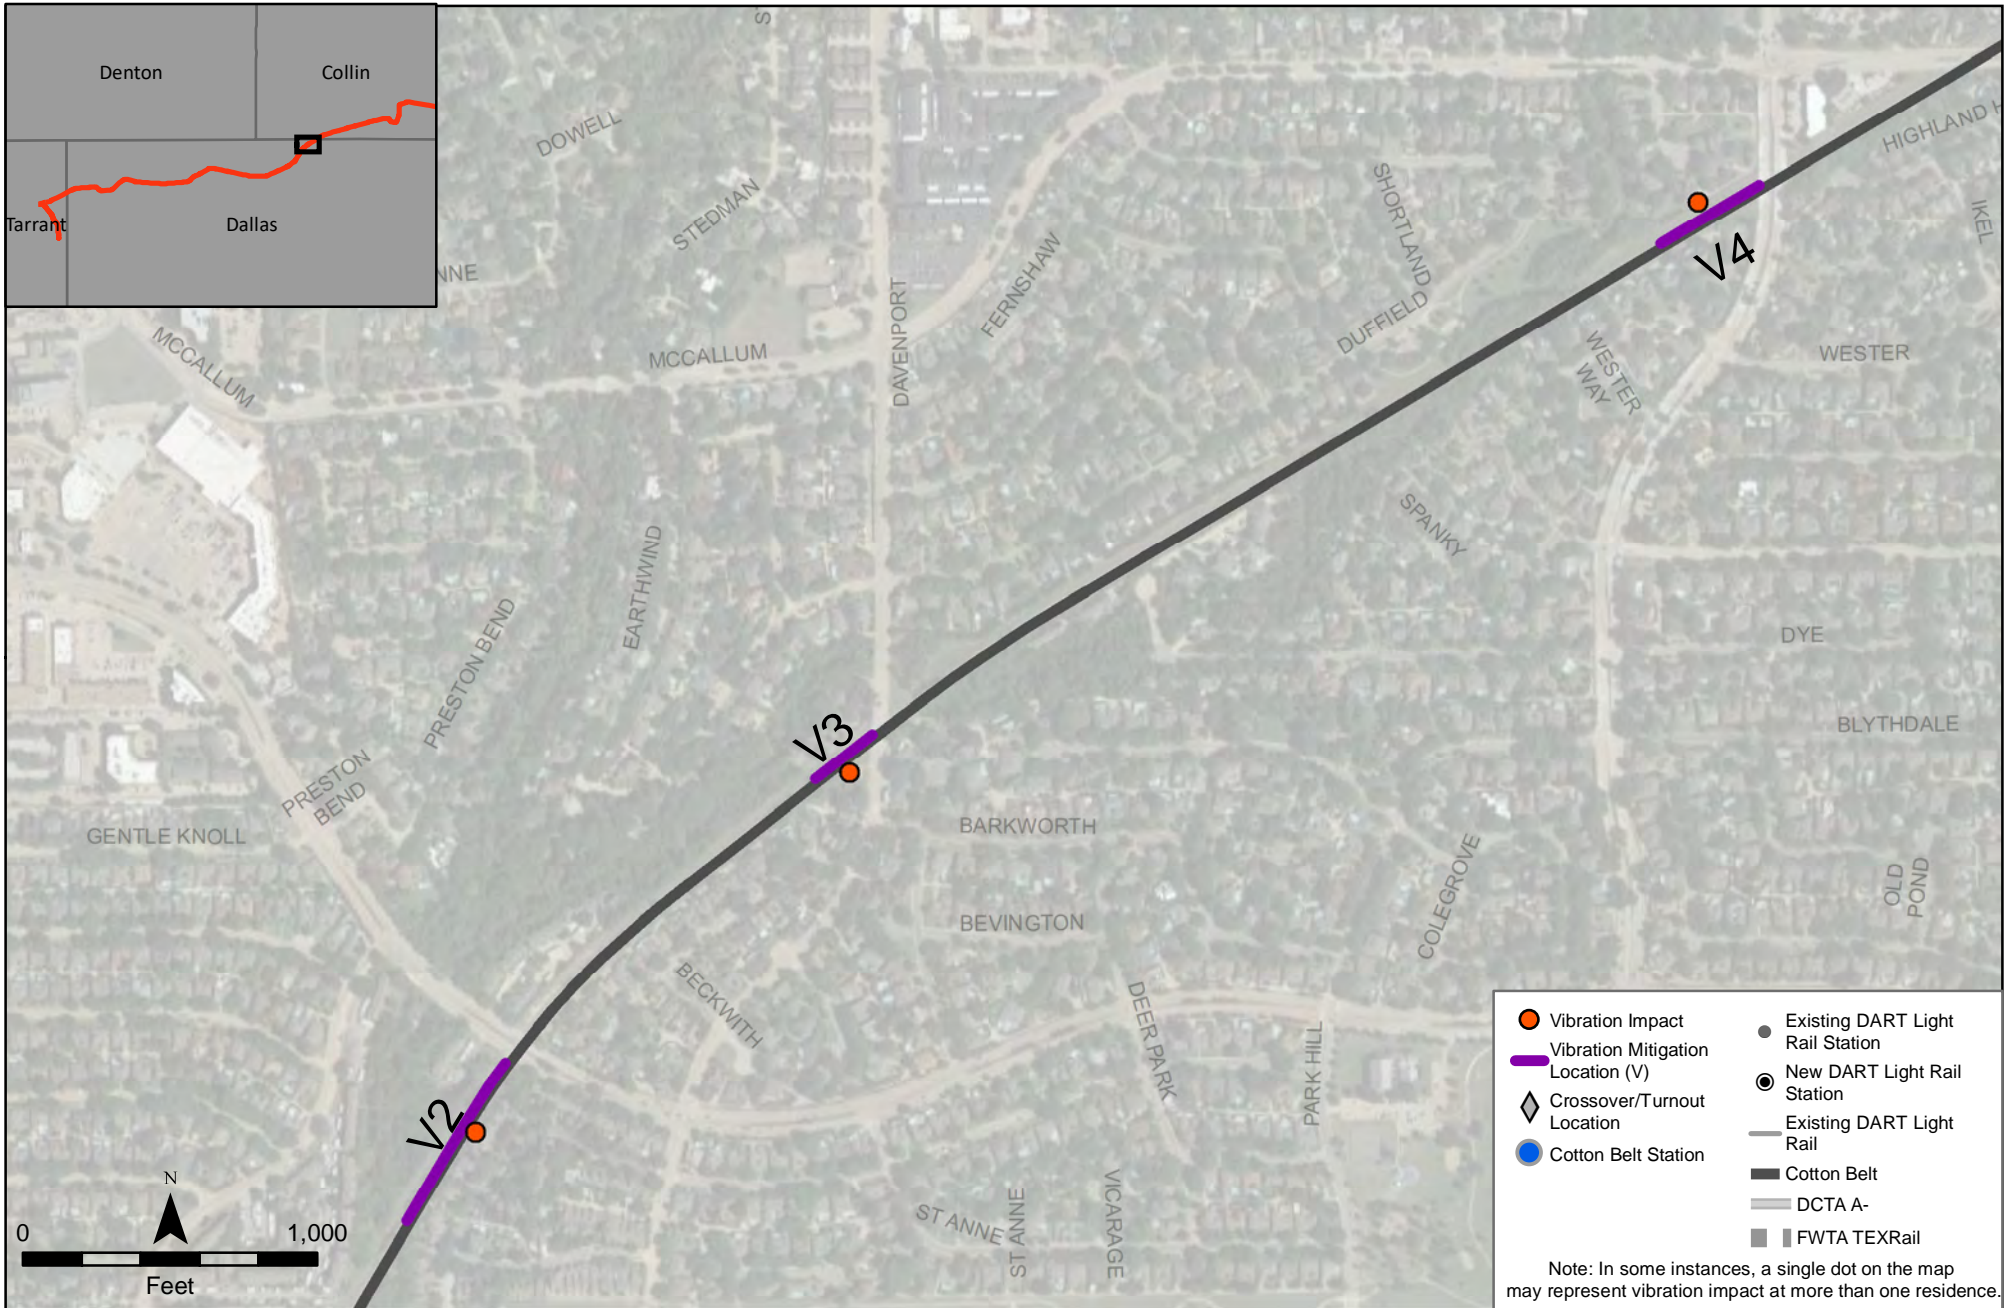 Denton
Collin
Tarrant
Dallas
S
DOWELL
STEDMAN
NNE
MCCALLUM
MCCALLUM
DAVENPORT
FERNSHAW
SHORTLAND
DUFFIELD
HIGHLAND H
IKEL
V4
WESTER
WAY
WESTER
SPANKY
EARTHWIND
PRESTON BEND
PRESTON
BEND
GENTLE KNOLL
V3
DYE
BLYTHDALE
BARKWORTH
BEVINGTON
COLEGROVE
OLD
POND
BECKWITH
DEER PARK
PARK HILL
V2
ST ANNE
ST ANNE
VICARAGE
N
0
1,000
Feet
Vibration Impact
Vibration Mitigation
Location (V)
Crossover/Turnout
Location
Cotton Belt Station
Existing DART Light
Rail Station
New DART Light Rail
Station
Existing DART Light
Rail
Cotton Belt
DCTA A-
FWTA TEXRail
Note: In some instances, a single dot on the map
may represent vibration impact at more than one residence.